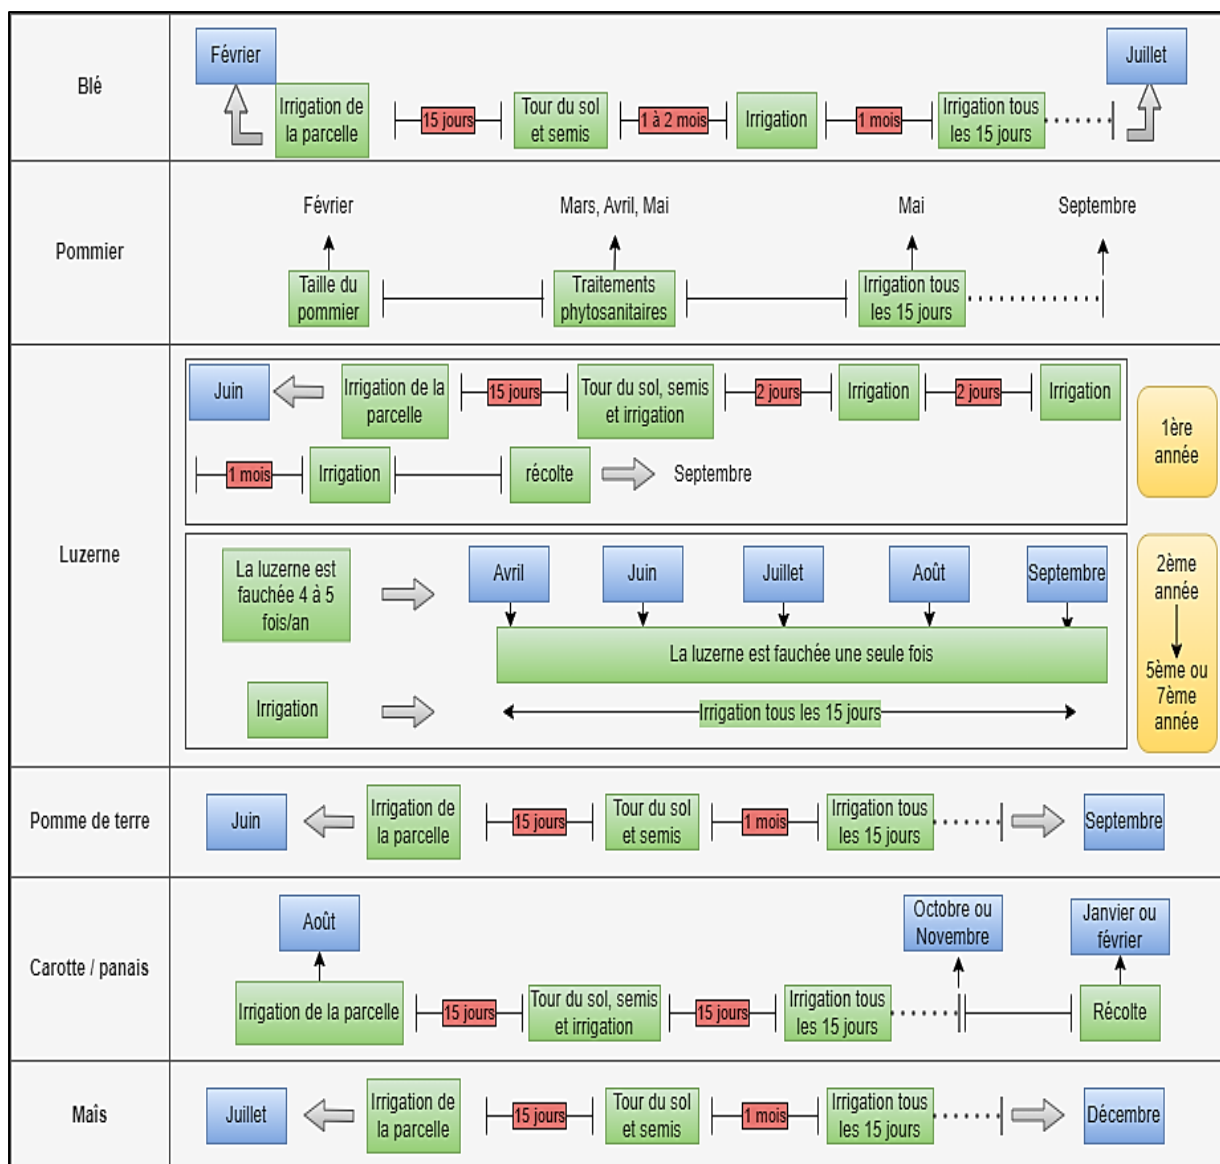 Blé
Février
Irrigation de
la parcelle
15 jours
Tour du sol
et semis
1 à 2 mois
Irrigation
1 mois
Irrigation tous
les 15 jours
Juillet
Pommier
Février
Mars, Avril, Mai
Mai
Septembre
Taille du
pommier
Traitements
phytosanitaires
Irrigation tous
les 15 jours
Luzerne
Juin
Irrigation de la
parcelle
15 jours
Tour du sol, semis
et irrigation
2 jours
Irrigation
2 jours
Irrigation
1 mois
Irrigation
récolte
Septembre
1ère
année
La luzerne est
fauchée 4 à 5
fois/an
Avril
Juin
Juillet
Août
Septembre
La luzerne est fauchée une seule fois
Irrigation
Irrigation tous les 15 jours
2ème
année
5ème ou
7ème
année
Pomme de terre
Juin
Irrigation de
la parcelle
15 jours
Tour du sol
et semis
1 mois
Irrigation tous
les 15 jours
Septembre
Carotte / panais
Août
Irrigation de la parcelle
15 jours
Tour du sol, semis
et irrigation
15 jours
Irrigation tous
les 15 jours
Octobre ou
Novembre
Janvier ou
février
Récolte
Maîs
Juillet
Irrigation de
la parcelle
15 jours
Tour du sol
et semis
1 mois
Irrigation tous
les 15 jours
Décembre